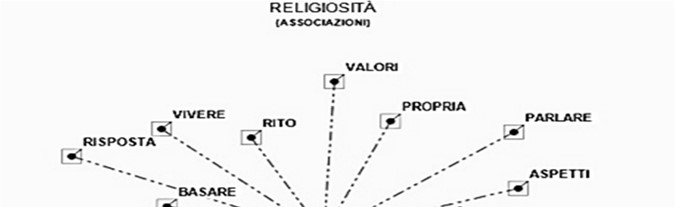 RELIGIOSITÀ
(ASSOCIAZIONI)
VALORI
PROPRIA
VIVERE
RITO
PARLARE
RISPOSTA
ASPETTI
BASARE